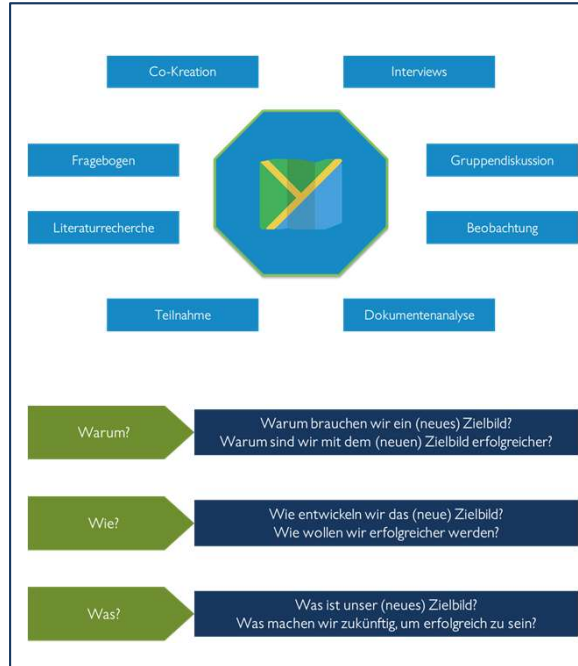 Co-Kreation
Interviews
Fragebogen
Gruppendiskussion
Literaturrecherche
Beobachtung
Teilnahme
Dokumentenanalyse
Warum?
Warum brauchen wir ein (neues) Zielbild?
Warum sind wir mit dem (neuen) Zielbild erfolgreicher?
Wie?
Wie entwickeln wir das (neue) Zielbild?
Wie wollen wir erfolgreicher werden?
Was?
Was ist unser (neues) Zielbild?
Was machen wir zukünftig, um erfolgreich zu sein?